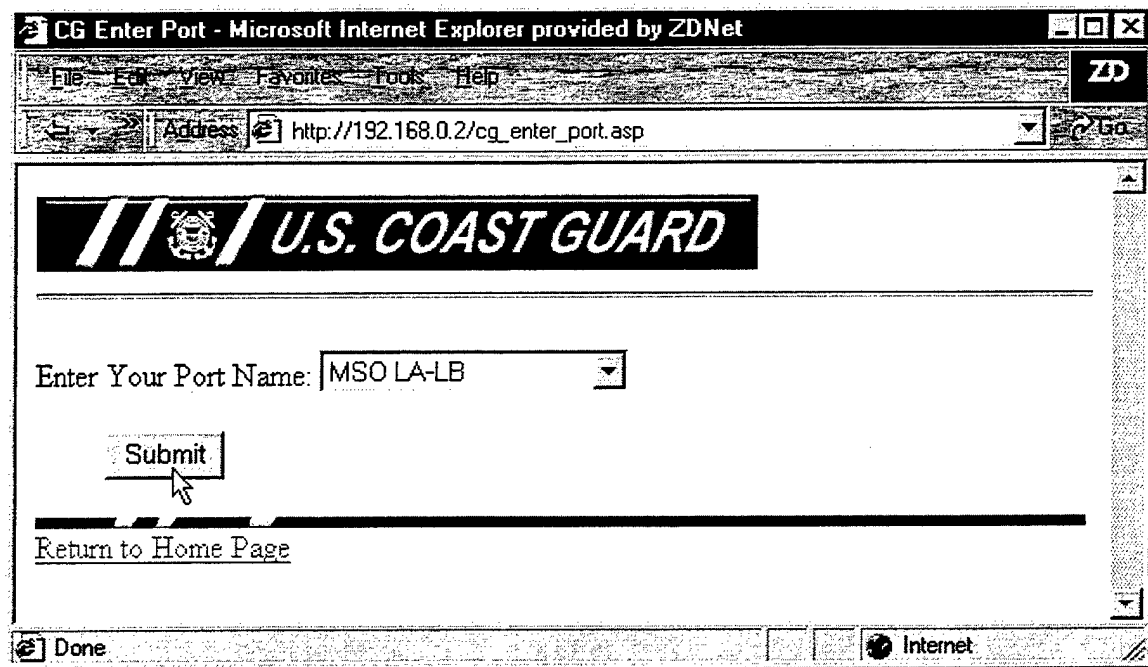 CG Enter Port - Microsoft Internet Explorer provided by ZDNet
File Edit View Favorites Tools Help
ZD
Address http://192.168.0.2/cg_enter_port.asp Go
U.S. COAST GUARD
Enter Your Port Name: MSO LA-LB
Submit
Return to Home Page
Done Internet